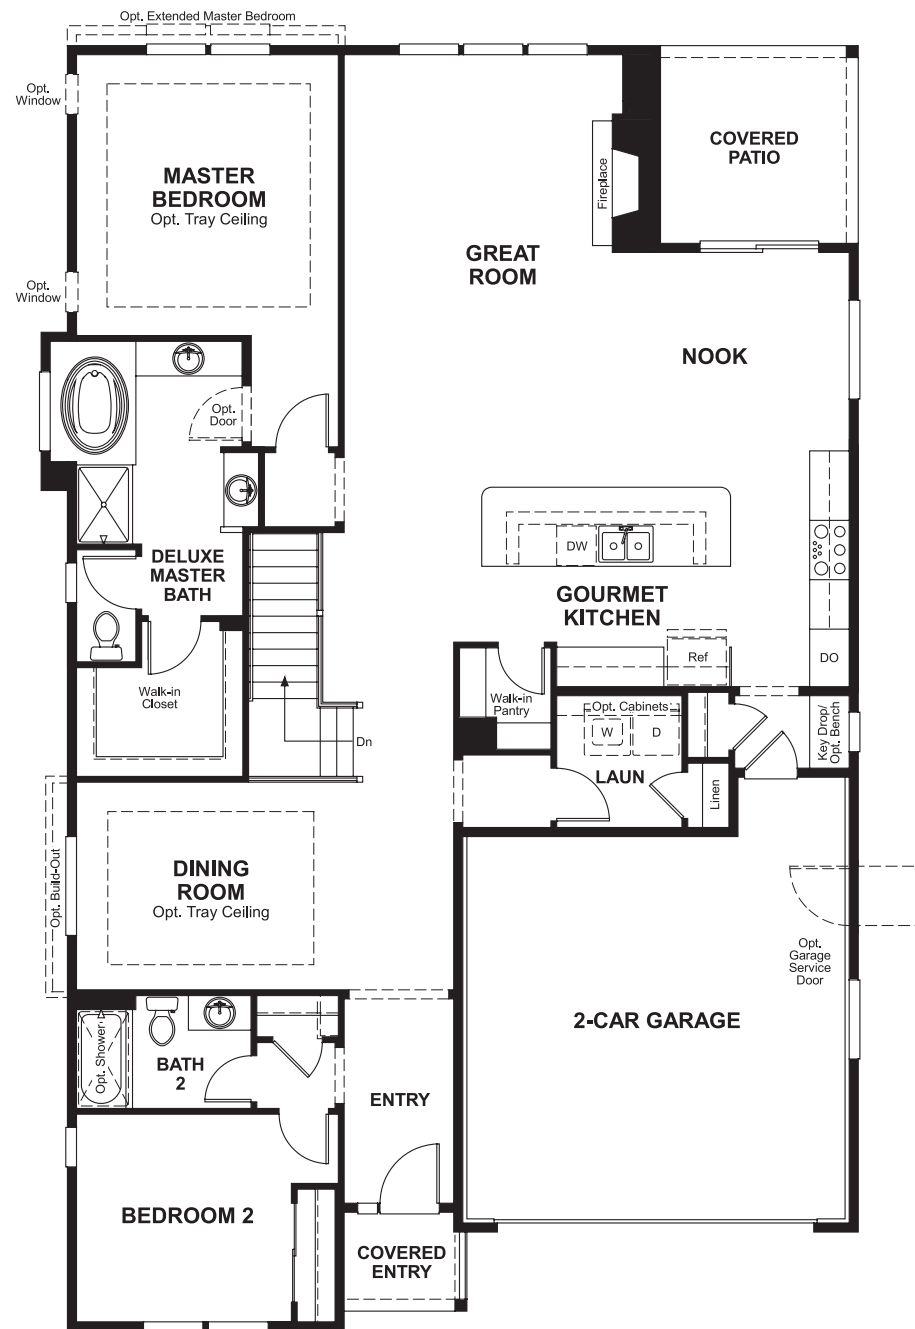 Opt. Extended Master Bedroom
Opt.
Window
MASTER
BEDROOM
Opt. Tray Ceiling
COVERED
PATIO
Fireplace
GREAT
ROOM
Opt.
Window
NOOK
Opt.
Door
DW
DELUXE
MASTER
BATH
GOURMET
KITCHEN
Ref
DO
Walk-in
Closet
Walk-in
Pantry
Opt. Cabinets
W
D
Key Drop/
Opt. Bench
Dn
LAUN
Linen
Opt. Build-Out
DINING
ROOM
Opt. Tray Ceiling
Opt.
Garage
Service
Door
2-CAR GARAGE
Opt. Shower
BATH
2
ENTRY
BEDROOM 2
COVERED
ENTRY